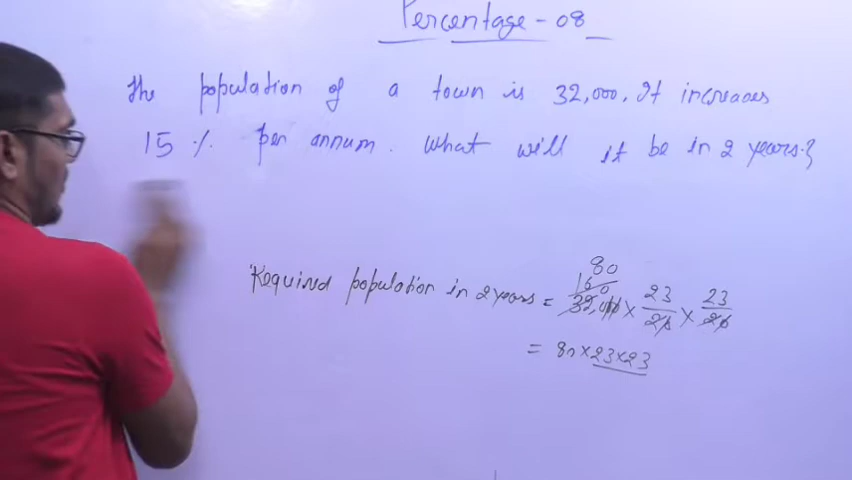 Percentage - 08
The population of a town is 32,000. It increases
15 % per annum. What will it be in 2 years?
80
160
Required population in 2 years = 32,000 × 23/20 × 23/20
= 80 × 23 × 23